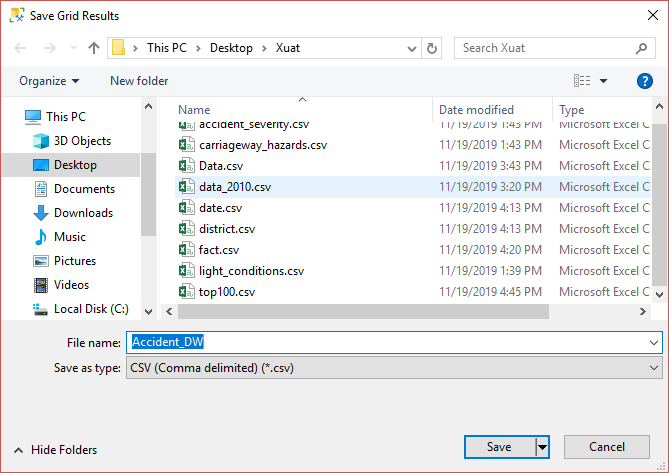 Save Grid Results
This PC > Desktop > Xuat
Search Xuat
Organize
New folder
?
This PC
3D Objects
Desktop
Documents
Downloads
Music
Pictures
Videos
Local Disk (C:)
Name Date modified Type
accident_severity.csv 11/19/2019 1:43 PM Microsoft Excel C
carriageway_hazards.csv 11/19/2019 1:43 PM Microsoft Excel C
Data.csv 11/19/2019 3:43 PM Microsoft Excel C
data_2010.csv 11/19/2019 3:20 PM Microsoft Excel C
date.csv 11/19/2019 4:13 PM Microsoft Excel C
district.csv 11/19/2019 4:13 PM Microsoft Excel C
fact.csv 11/19/2019 4:20 PM Microsoft Excel C
light_conditions.csv 11/19/2019 1:39 PM Microsoft Excel C
top100.csv 11/19/2019 4:45 PM Microsoft Excel C
File name: Accident_DW
Save as type: CSV (Comma delimited) (*.csv)
Hide Folders
Save
Cancel